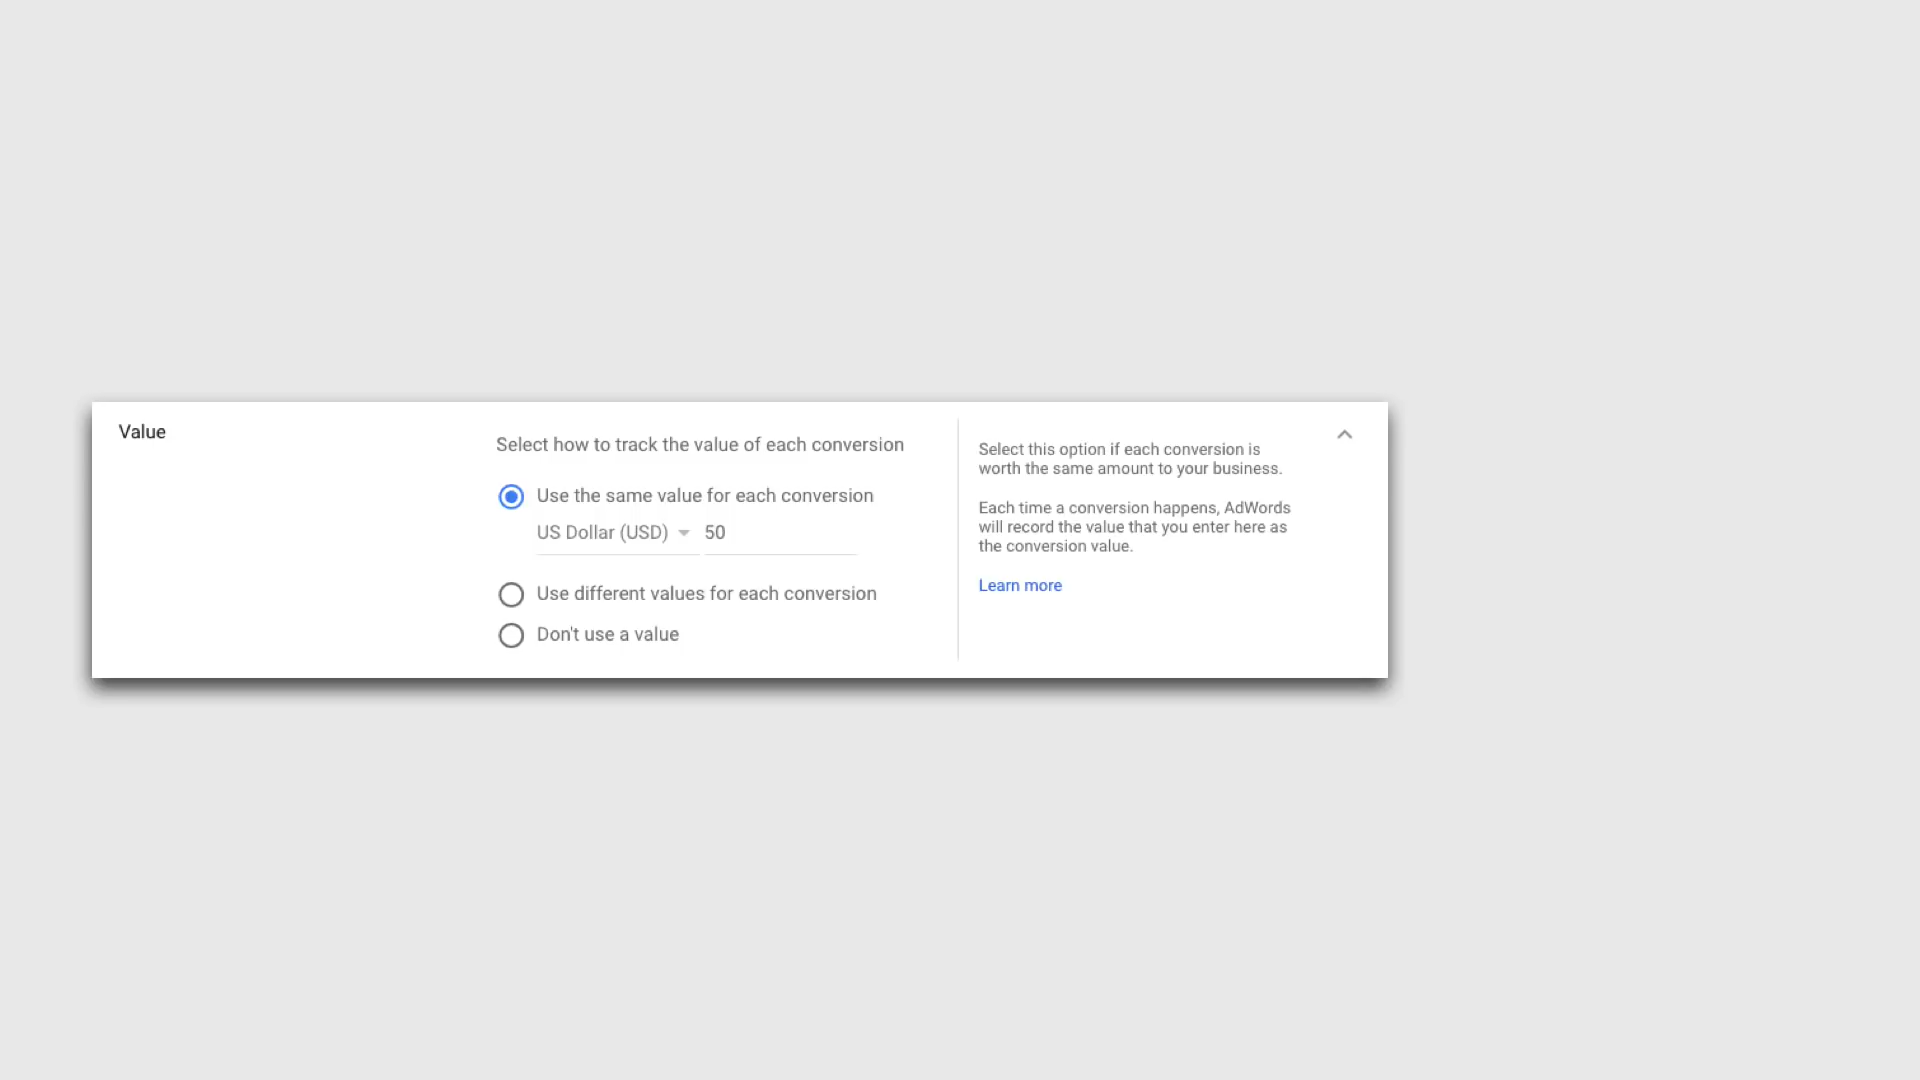 Value
Select how to track the value of each conversion
Use the same value for each conversion
US Dollar (USD) 50
Use different values for each conversion
Don't use a value
Select this option if each conversion is
worth the same amount to your business.
Each time a conversion happens, AdWords
will record the value that you enter here as
the conversion value.
Learn more